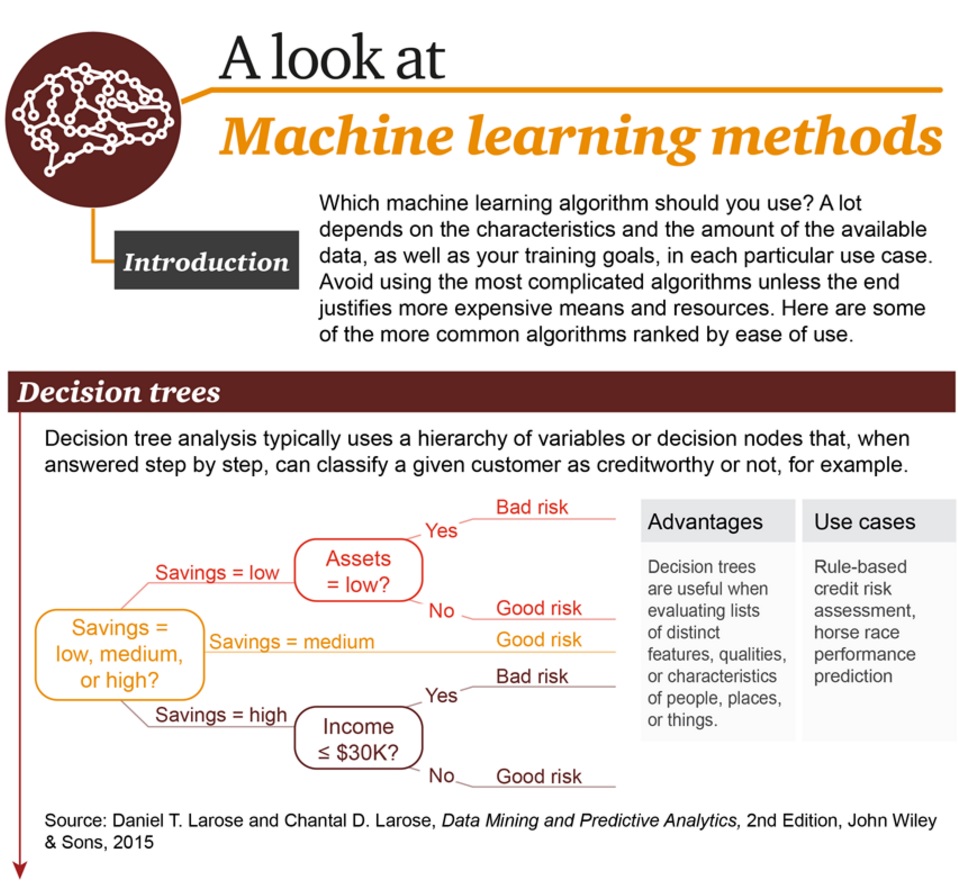 A look at
Machine learning methods
Introduction
Which machine learning algorithm should you use? A lot
depends on the characteristics and the amount of the available
data, as well as your training goals, in each particular use case.
Avoid using the most complicated algorithms unless the end
justifies more expensive means and resources. Here are some
of the more common algorithms ranked by ease of use.
Decision trees
Decision tree analysis typically uses a hierarchy of variables or decision nodes that, when
answered step by step, can classify a given customer as creditworthy or not, for example.
Savings =
low, medium,
or high?
Savings = low
Assets
= low?
Yes
Bad risk
No
Good risk
Savings = medium
Good risk
Savings = high
Income
≤ $30K?
Yes
Bad risk
No
Good risk
Advantages
Decision trees
are useful when
evaluating lists
of distinct
features, qualities,
or characteristics
of people, places,
or things.
Use cases
Rule-based
credit risk
assessment,
horse race
performance
prediction
Source: Daniel T. Larose and Chantal D. Larose, Data Mining and Predictive Analytics, 2nd Edition, John Wiley
& Sons, 2015